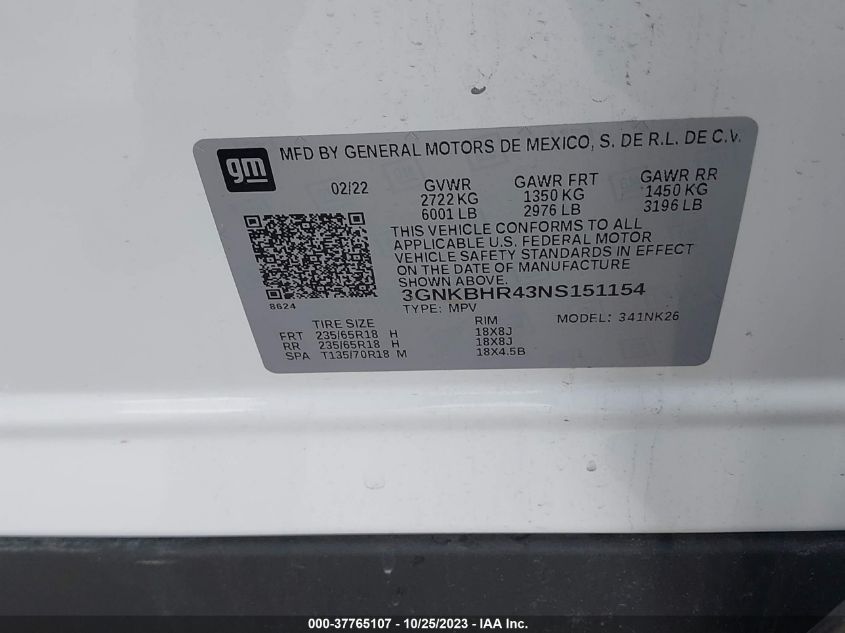 gm MFD BY GENERAL MOTORS DE MEXICO, S. DE R.L. DE C.V.
02/22 GVWR GAWR FRT GAWR RR
2722 KG 1350 KG 1450 KG
6001 LB 2976 LB 3196 LB
THIS VEHICLE CONFORMS TO ALL
APPLICABLE U.S. FEDERAL MOTOR
VEHICLE SAFETY STANDARDS IN EFFECT
ON THE DATE OF MANUFACTURE
SHOWN ABOVE.
8624
3GNKBHR43NS151154
TYPE: MPV MODEL: 341NK26
TIRE SIZE RIM
FRT 235/65R18 H 18X8J
RR 235/65R18 H 18X8J
SPA T135/70R18 M 18X4.5B
000-37765107 - 10/25/2023 - IAA Inc.